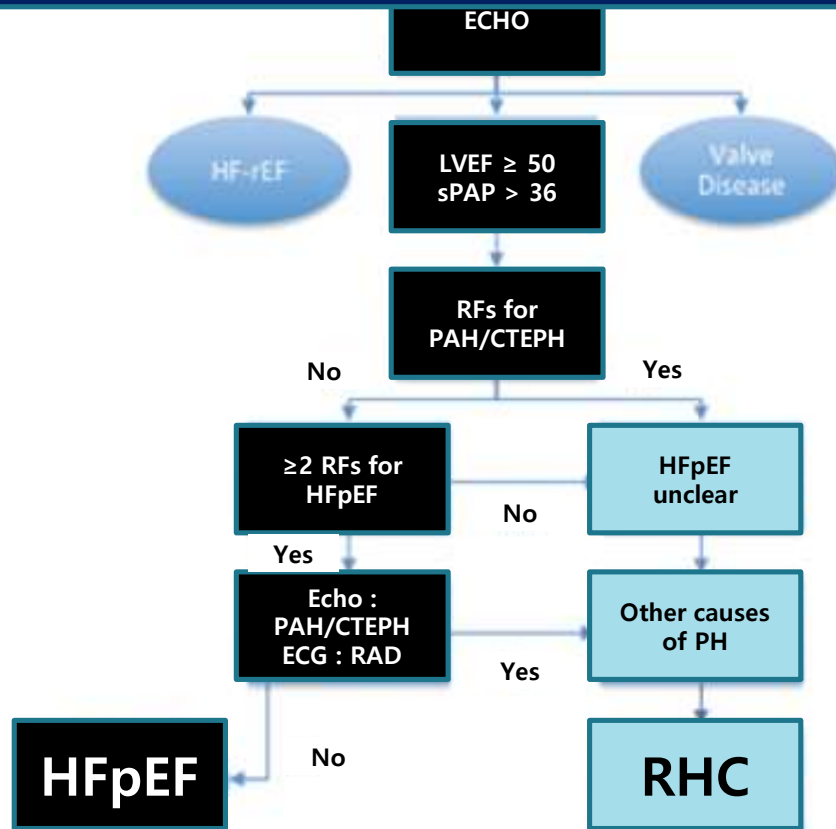 ECHO
HF-rEF
LVEF ≥ 50
sPAP > 36
Valve
Disease
RFs for
PAH/CTEPH
No
Yes
≥2 RFs for
HFpEF
No
HFpEF
unclear
Yes
Echo :
PAH/CTEPH
ECG : RAD
Yes
Other causes
of PH
HFpEF
No
RHC